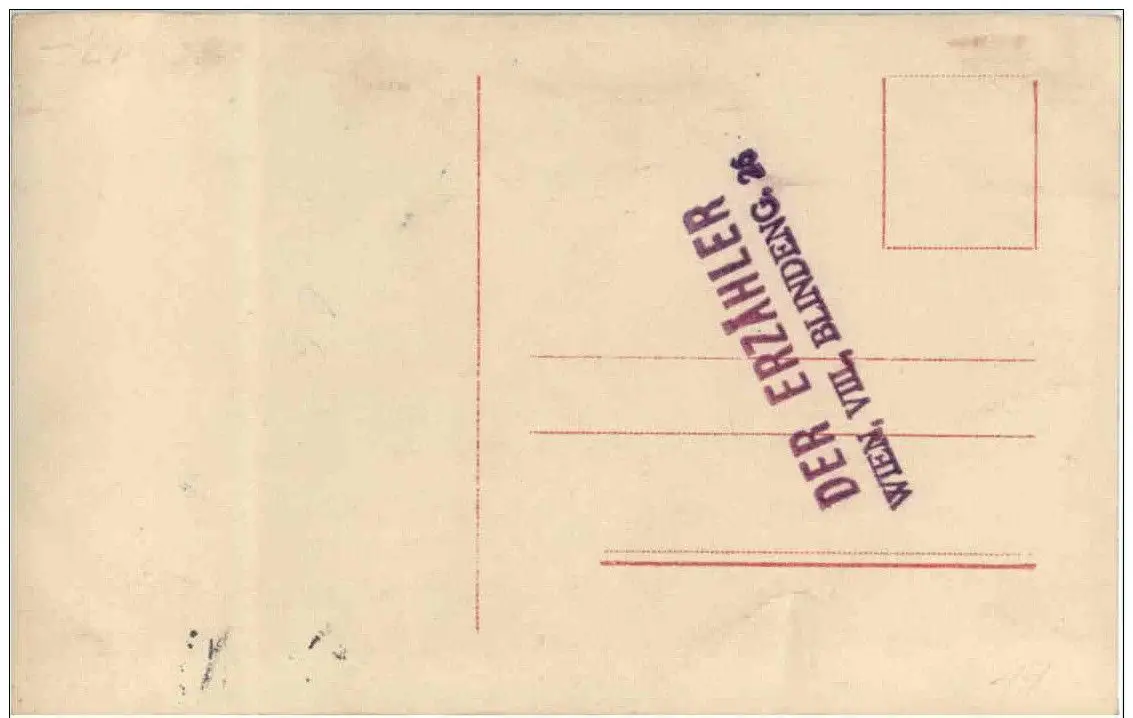 DER ERZÄHLER
WIEN, VIII., BLINDENG. 26